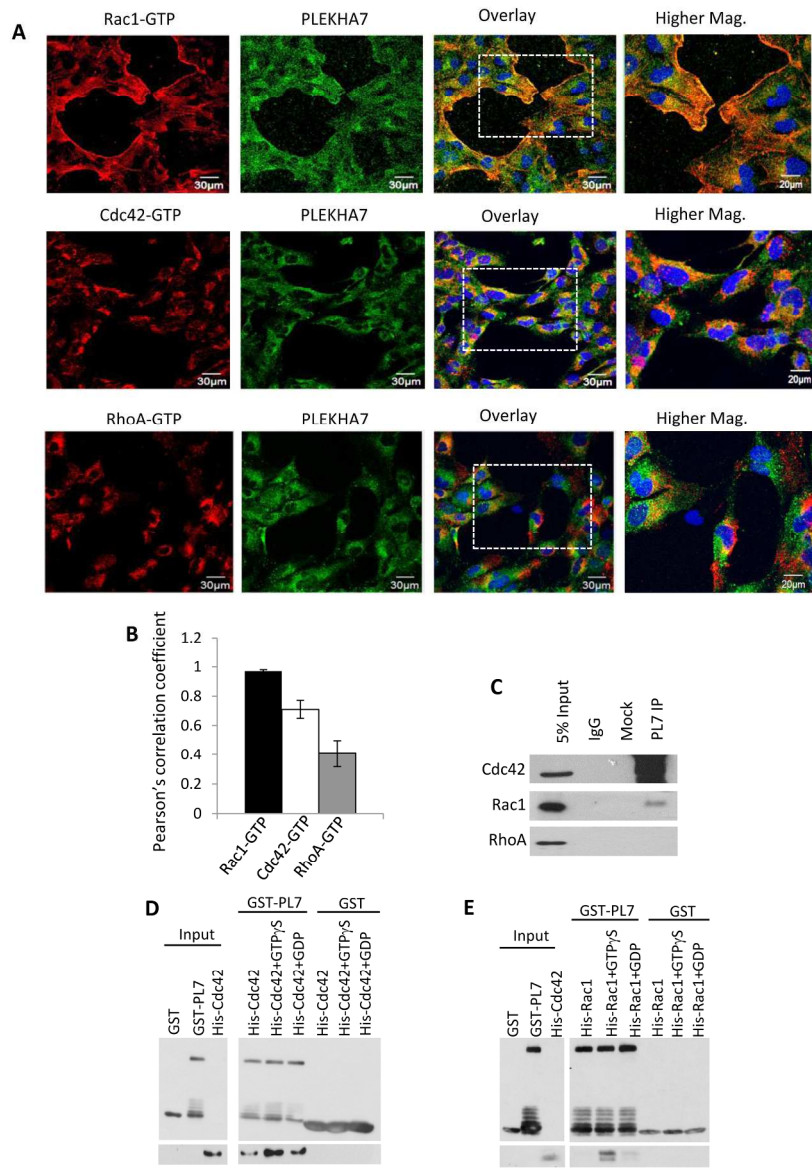 A
Rac1-GTP PLEKHA7 Overlay Higher Mag.
30µm 30µm 30µm 20µm
Cdc42-GTP PLEKHA7 Overlay Higher Mag.
30µm 30µm 30µm 20µm
RhoA-GTP PLEKHA7 Overlay Higher Mag.
30µm 30µm 30µm 20µm
B
Pearson's correlation coefficient
1.2
1
0.8
0.6
0.4
0.2
0
Rac1-GTP
Cdc42-GTP
RhoA-GTP
C
5% Input
IgG
Mock
PL7 IP
Cdc42
Rac1
RhoA
D
Input GST-PL7 GST
GST
GST-PL7
His-Cdc42
His-Cdc42
His-Cdc42+GTPγS
His-Cdc42+GDP
His-Cdc42
His-Cdc42+GTPγS
His-Cdc42+GDP
E
Input GST-PL7 GST
GST
GST-PL7
His-Cdc42
His-Rac1
His-Rac1+GTPγS
His-Rac1+GDP
His-Rac1
His-Rac1+GTPγS
His-Rac1+GDP